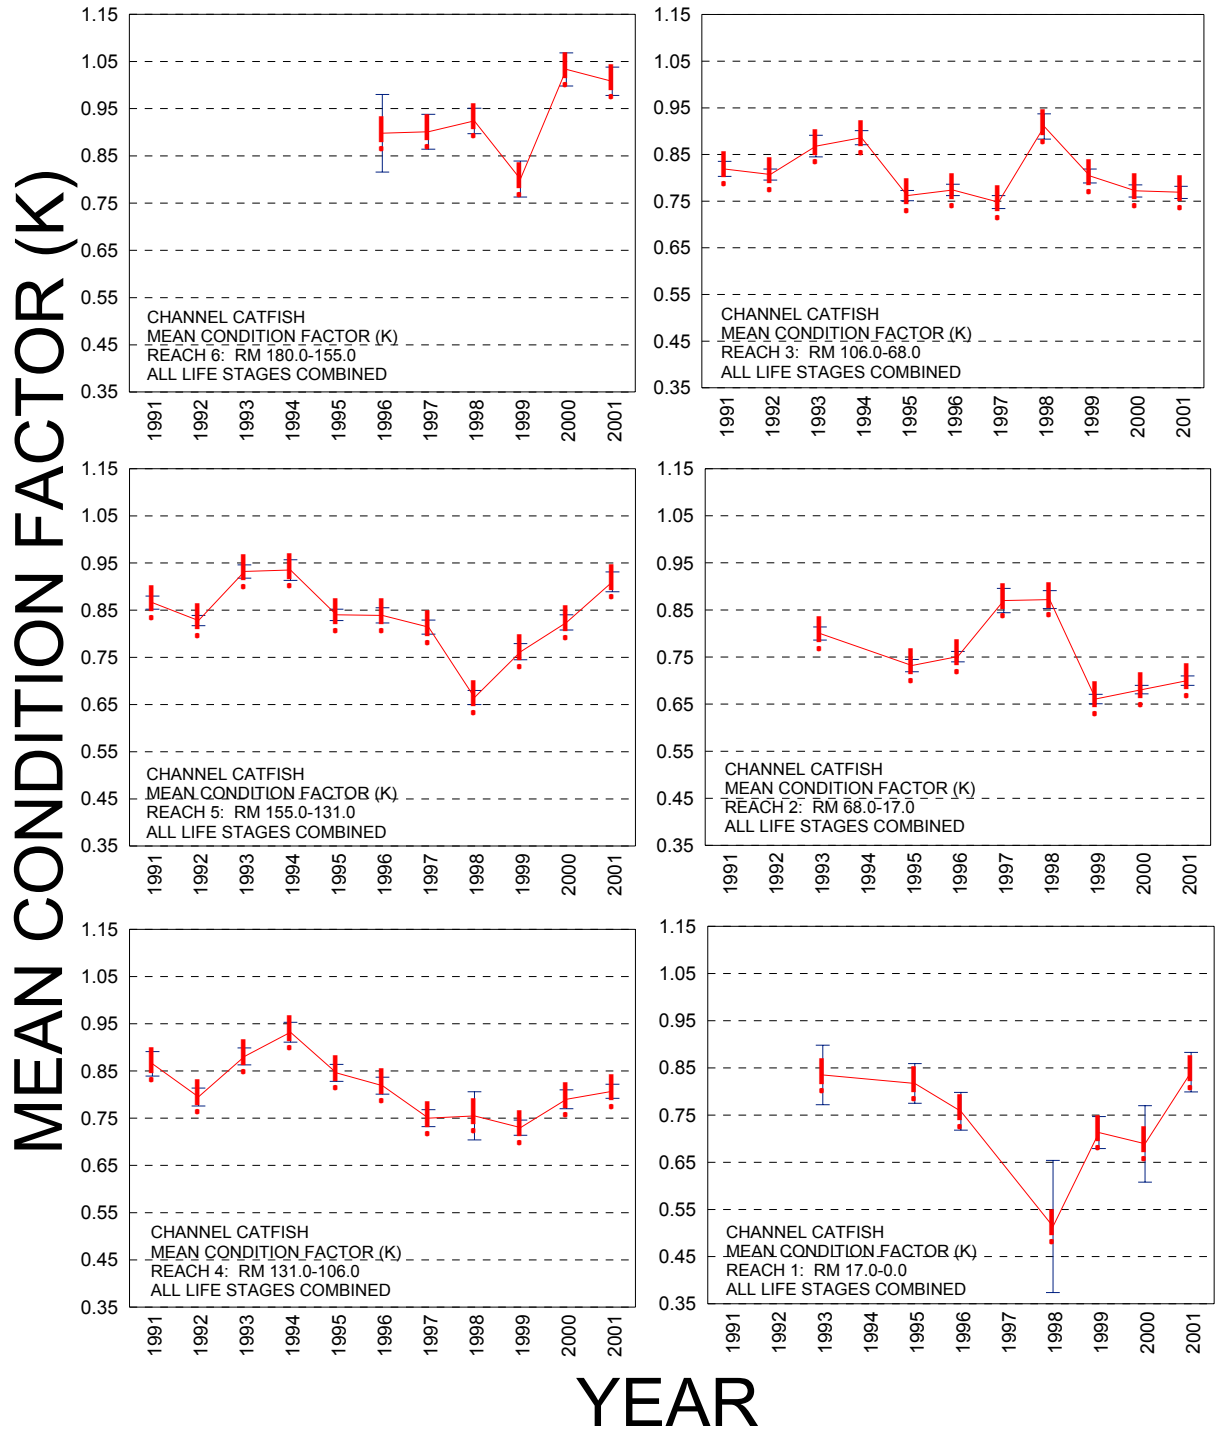 MEAN CONDITION FACTOR (K)
1.15
1.05
0.95
0.85
0.75
0.65
0.55
0.45
0.35
CHANNEL CATFISH
MEAN CONDITION FACTOR (K)
REACH 6: RM 180.0-155.0
ALL LIFE STAGES COMBINED
1991 1992 1993 1994 1995 1996 1997 1998 1999 2000 2001
1.15
1.05
0.95
0.85
0.75
0.65
0.55
0.45
0.35
CHANNEL CATFISH
MEAN CONDITION FACTOR (K)
REACH 3: RM 106.0-68.0
ALL LIFE STAGES COMBINED
1991 1992 1993 1994 1995 1996 1997 1998 1999 2000 2001
1.15
1.05
0.95
0.85
0.75
0.65
0.55
0.45
0.35
CHANNEL CATFISH
MEAN CONDITION FACTOR (K)
REACH 5: RM 155.0-131.0
ALL LIFE STAGES COMBINED
1991 1992 1993 1994 1995 1996 1997 1998 1999 2000 2001
1.15
1.05
0.95
0.85
0.75
0.65
0.55
0.45
0.35
CHANNEL CATFISH
MEAN CONDITION FACTOR (K)
REACH 2: RM 68.0-17.0
ALL LIFE STAGES COMBINED
1991 1992 1993 1994 1995 1996 1997 1998 1999 2000 2001
1.15
1.05
0.95
0.85
0.75
0.65
0.55
0.45
0.35
CHANNEL CATFISH
MEAN CONDITION FACTOR (K)
REACH 4: RM 131.0-106.0
ALL LIFE STAGES COMBINED
1991 1992 1993 1994 1995 1996 1997 1998 1999 2000 2001
1.15
1.05
0.95
0.85
0.75
0.65
0.55
0.45
0.35
CHANNEL CATFISH
MEAN CONDITION FACTOR (K)
REACH 1: RM 17.0-0.0
ALL LIFE STAGES COMBINED
1991 1992 1993 1994 1995 1996 1997 1998 1999 2000 2001
YEAR